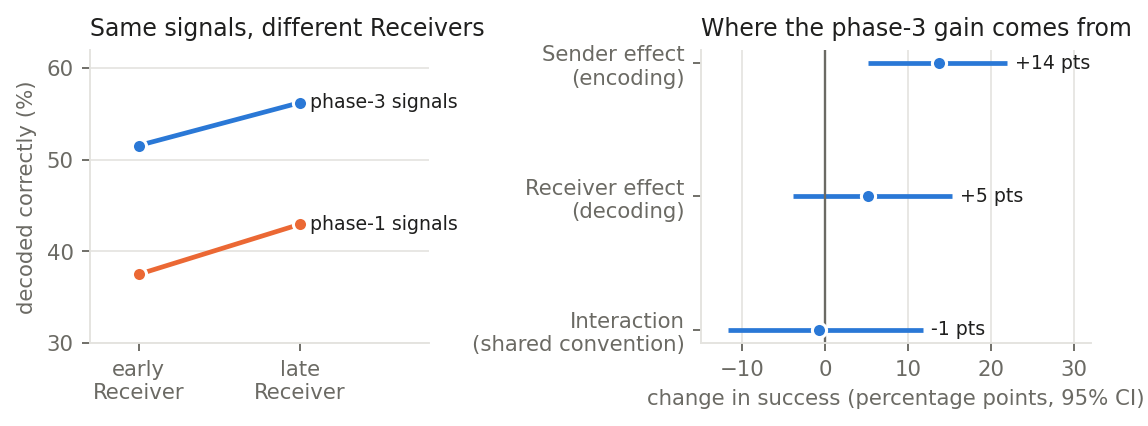 Same signals, different Receivers
decoded correctly (%)
60
50
40
30
phase-3 signals
phase-1 signals
early
Receiver
late
Receiver
Where the phase-3 gain comes from
Sender effect
(encoding)
+14 pts
Receiver effect
(decoding)
+5 pts
Interaction
(shared convention)
-1 pts
−10
0
10
20
30
change in success (percentage points, 95% CI)